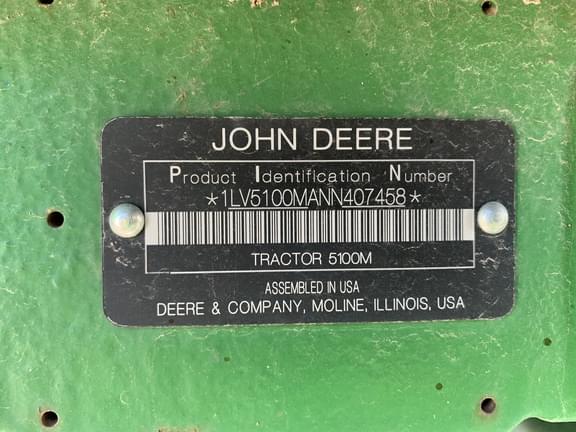 JOHN DEERE
Product Identification Number
*1LV5100MANN407458*
TRACTOR 5100M
ASSEMBLED IN USA
DEERE & COMPANY, MOLINE, ILLINOIS, USA